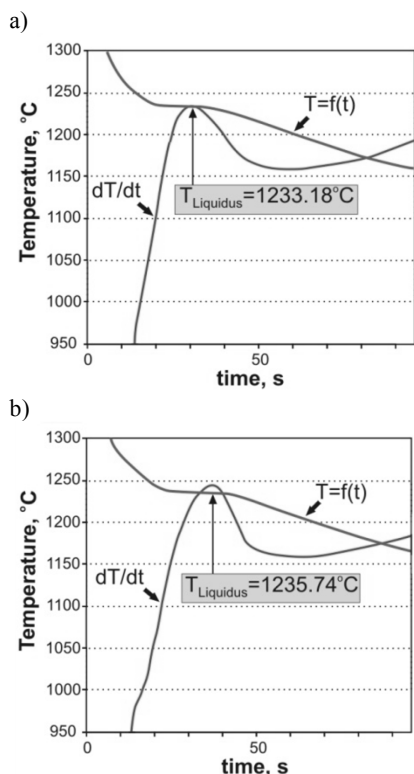 a)
1300
1250
1200
1150
1100
1050
1000
950
Temperature, °C
T=f(t)
dT/dt
TLiquidus=1233.18°C
0
50
time, s
b)
1300
1250
1200
1150
1100
1050
1000
950
Temperature, °C
T=f(t)
dT/dt
TLiquidus=1235.74°C
0
50
time, s